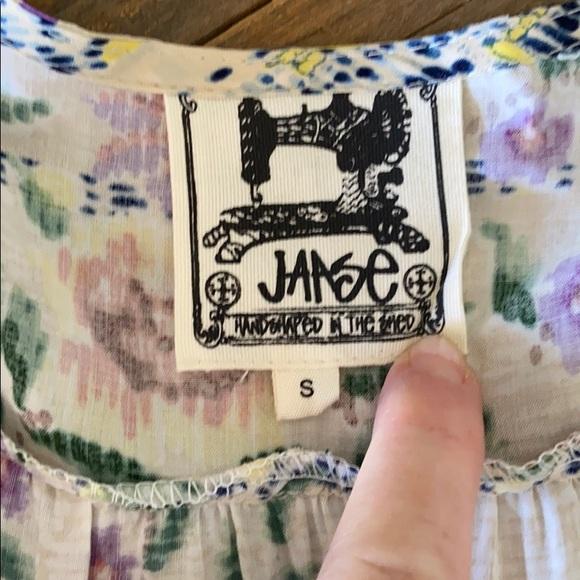 JAASE
HANDSHAPED IN THE SHED
S